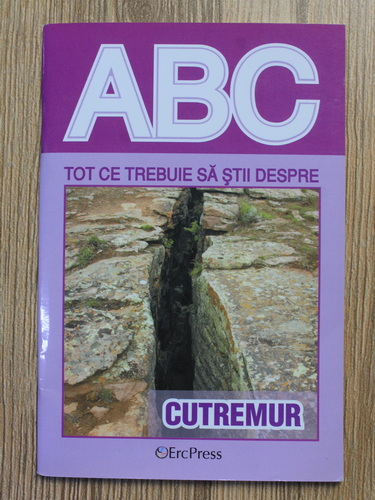 ABC
TOT CE TREBUIE SĂ ŞTII DESPRE
CUTREMUR
ErcPress